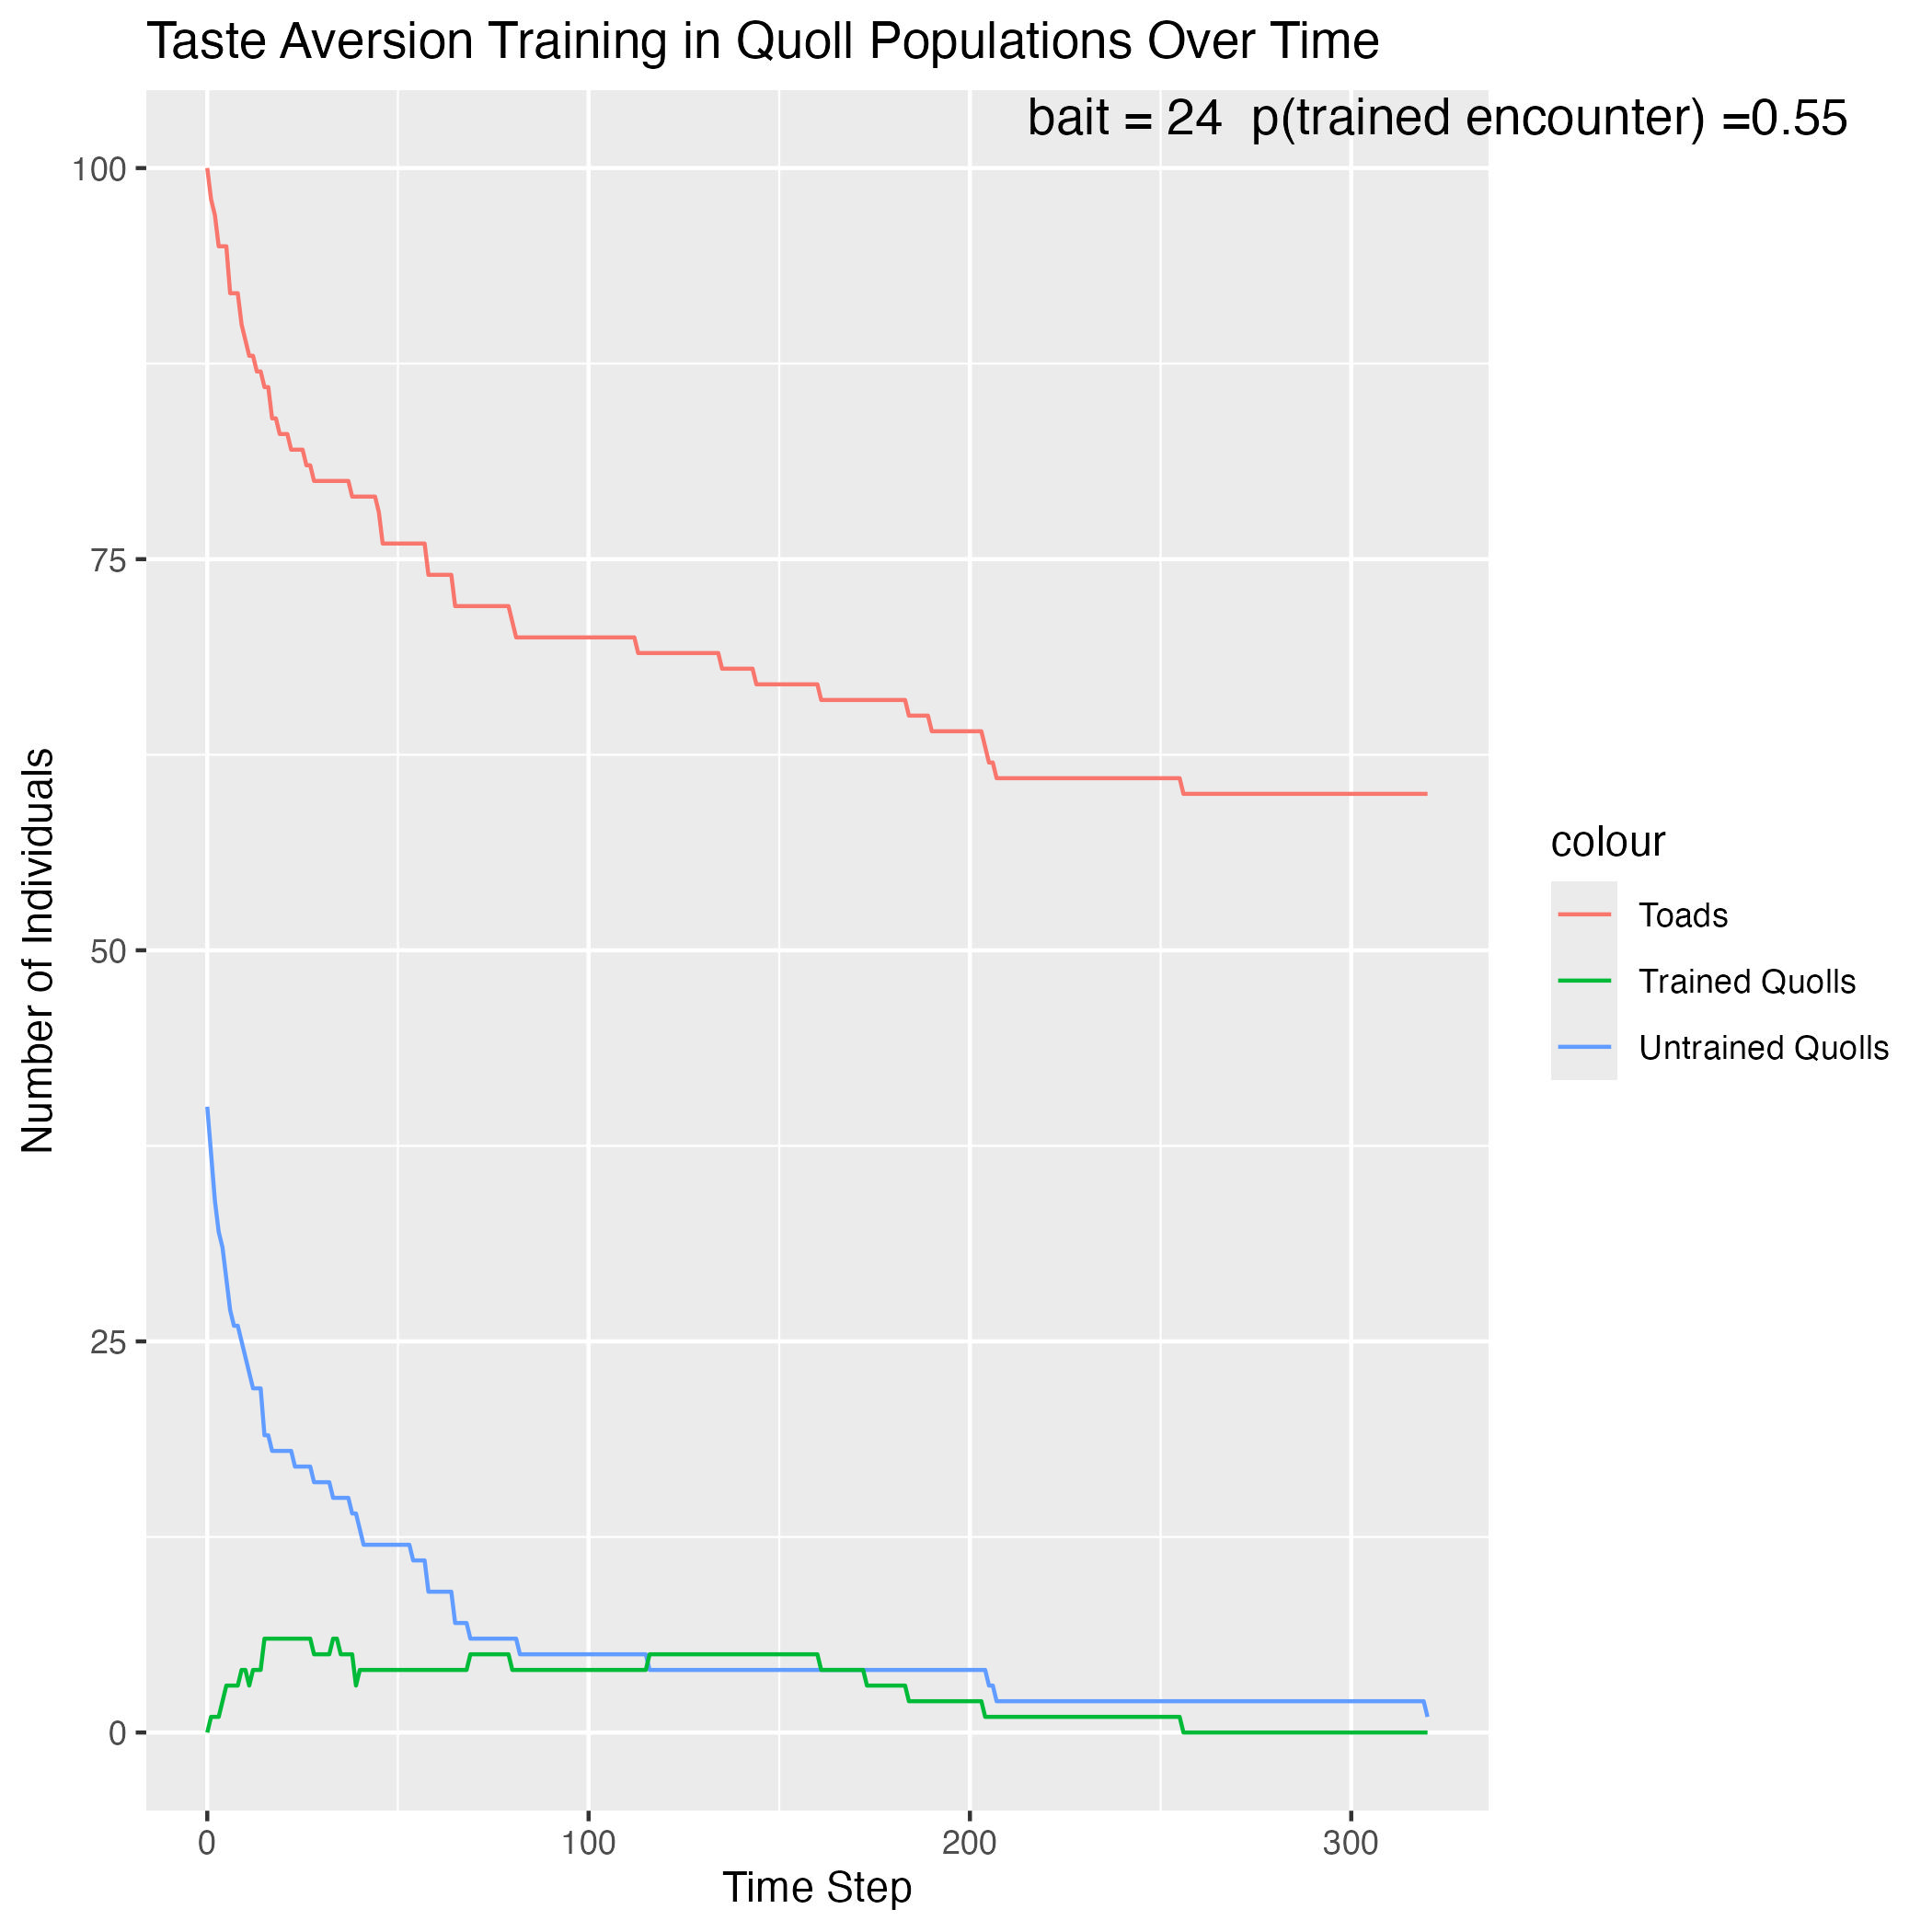 Taste Aversion Training in Quoll Populations Over Time
bait = 24  p(trained encounter) =0.55
100
75
50
25
0
Number of Individuals
0 100 200 300
Time Step
colour
Toads
Trained Quolls
Untrained Quolls